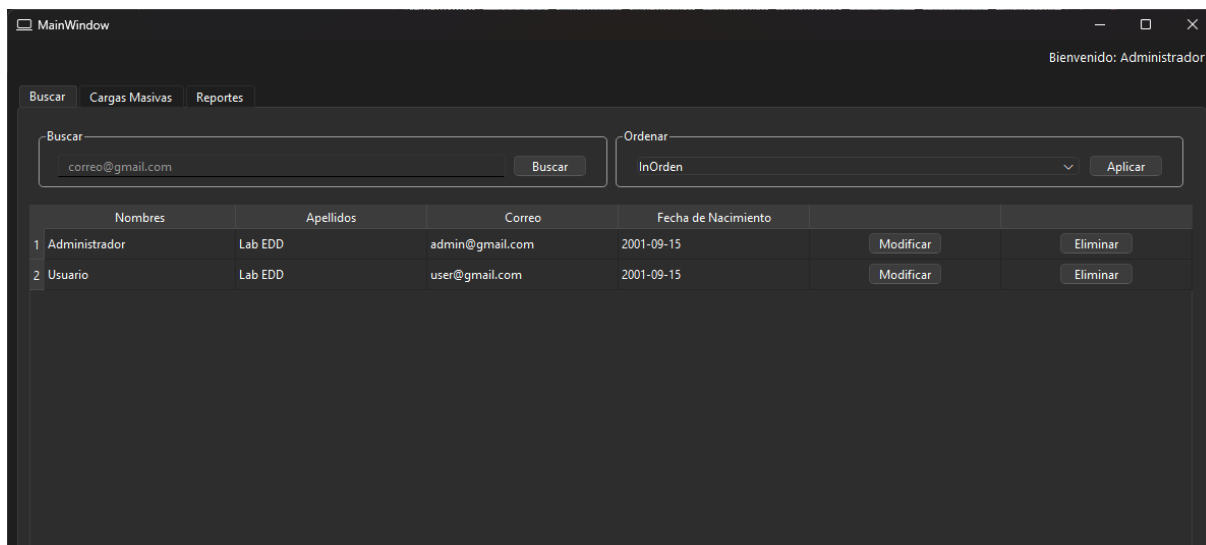 MainWindow
Bienvenido: Administrador
Buscar Cargas Masivas Reportes
Buscar Ordenar
correo@gmail.com Buscar InOrden Aplicar
Nombres Apellidos Correo Fecha de Nacimiento
1 Administrador Lab EDD admin@gmail.com 2001-09-15 Modificar Eliminar
2 Usuario Lab EDD user@gmail.com 2001-09-15 Modificar Eliminar